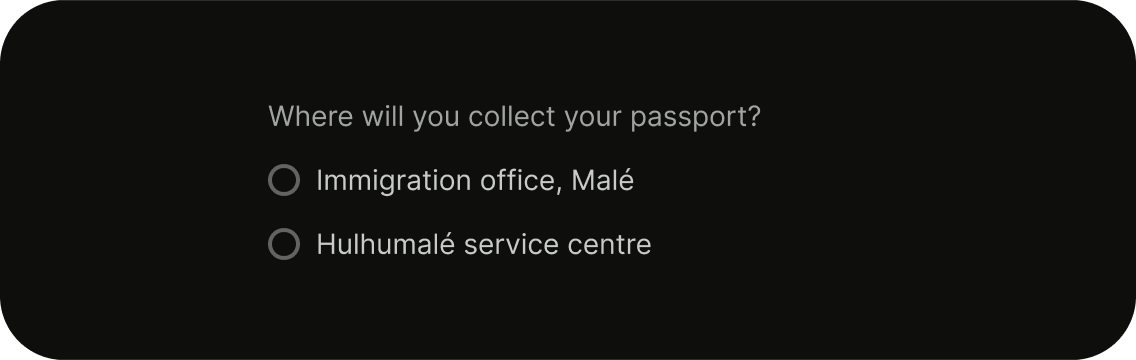 Where will you collect your passport?
Immigration office, Malé
Hulhumalé service centre